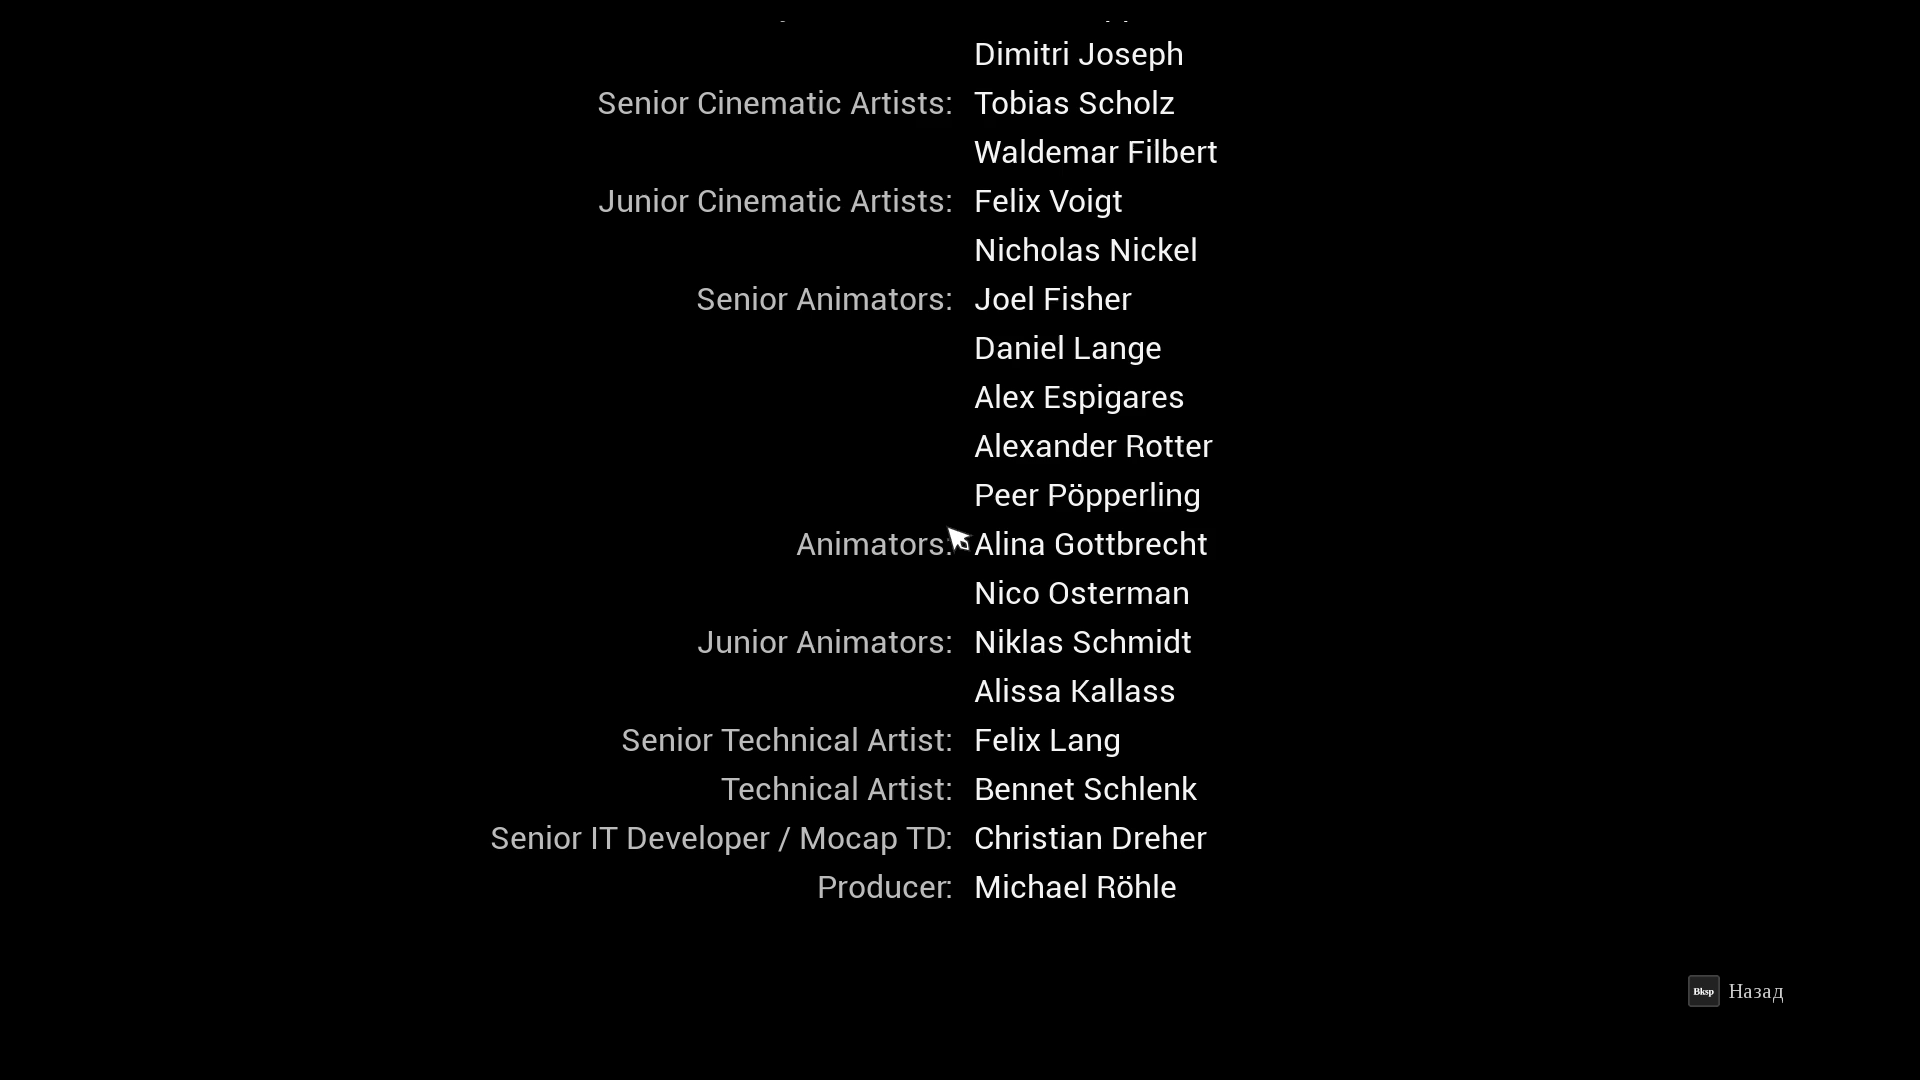 Dimitri Joseph
Senior Cinematic Artists: Tobias Scholz
Waldemar Filbert
Junior Cinematic Artists: Felix Voigt
Nicholas Nickel
Senior Animators: Joel Fisher
Daniel Lange
Alex Espigares
Alexander Rotter
Peer Pöpperling
Animators: Alina Gottbrecht
Nico Osterman
Junior Animators: Niklas Schmidt
Alissa Kallass
Senior Technical Artist: Felix Lang
Technical Artist: Bennet Schlenk
Senior IT Developer / Mocap TD: Christian Dreher
Producer: Michael Röhle
Bksp Назад